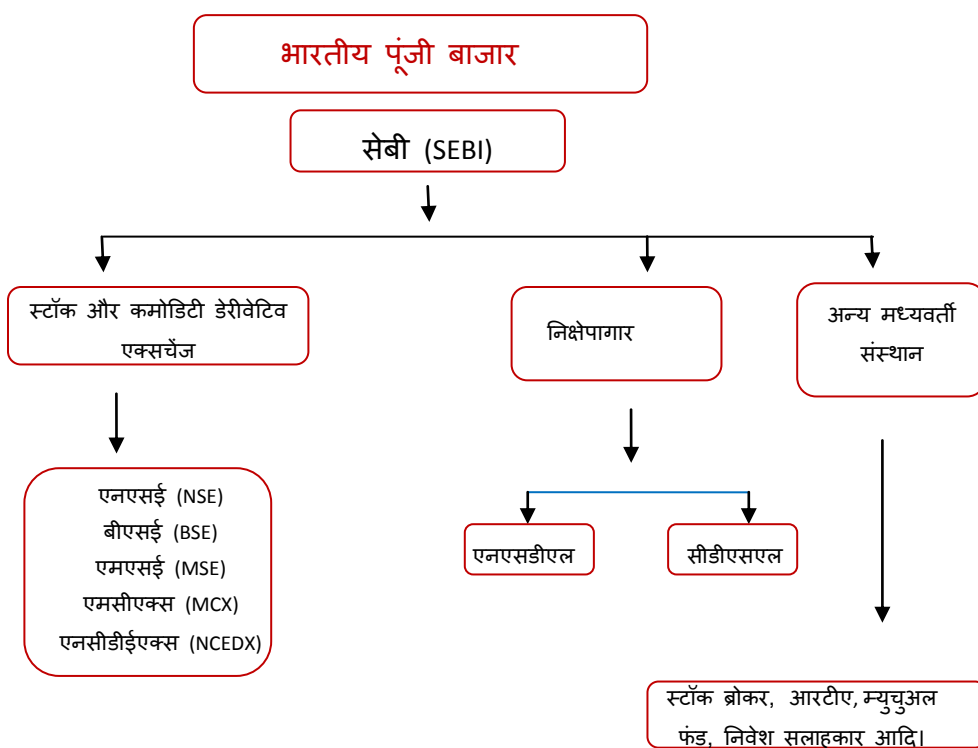 भारतीय पूंजी बाजार
सेबी (SEBI)
स्टॉक और कमोडिटी डेरीवेटिव
एक्सचेंज
निक्षेपागार
अन्य मध्यवर्ती
संस्थान
एनएसई (NSE)
बीएसई (BSE)
एमएसई (MSE)
एमसीएक्स (MCX)
एनसीडीईएक्स (NCEDX)
एनएसडीएल
सीडीएसएल
स्टॉक ब्रोकर, आरटीए, म्युचुअल
फंड, निवेश सलाहकार आदि।